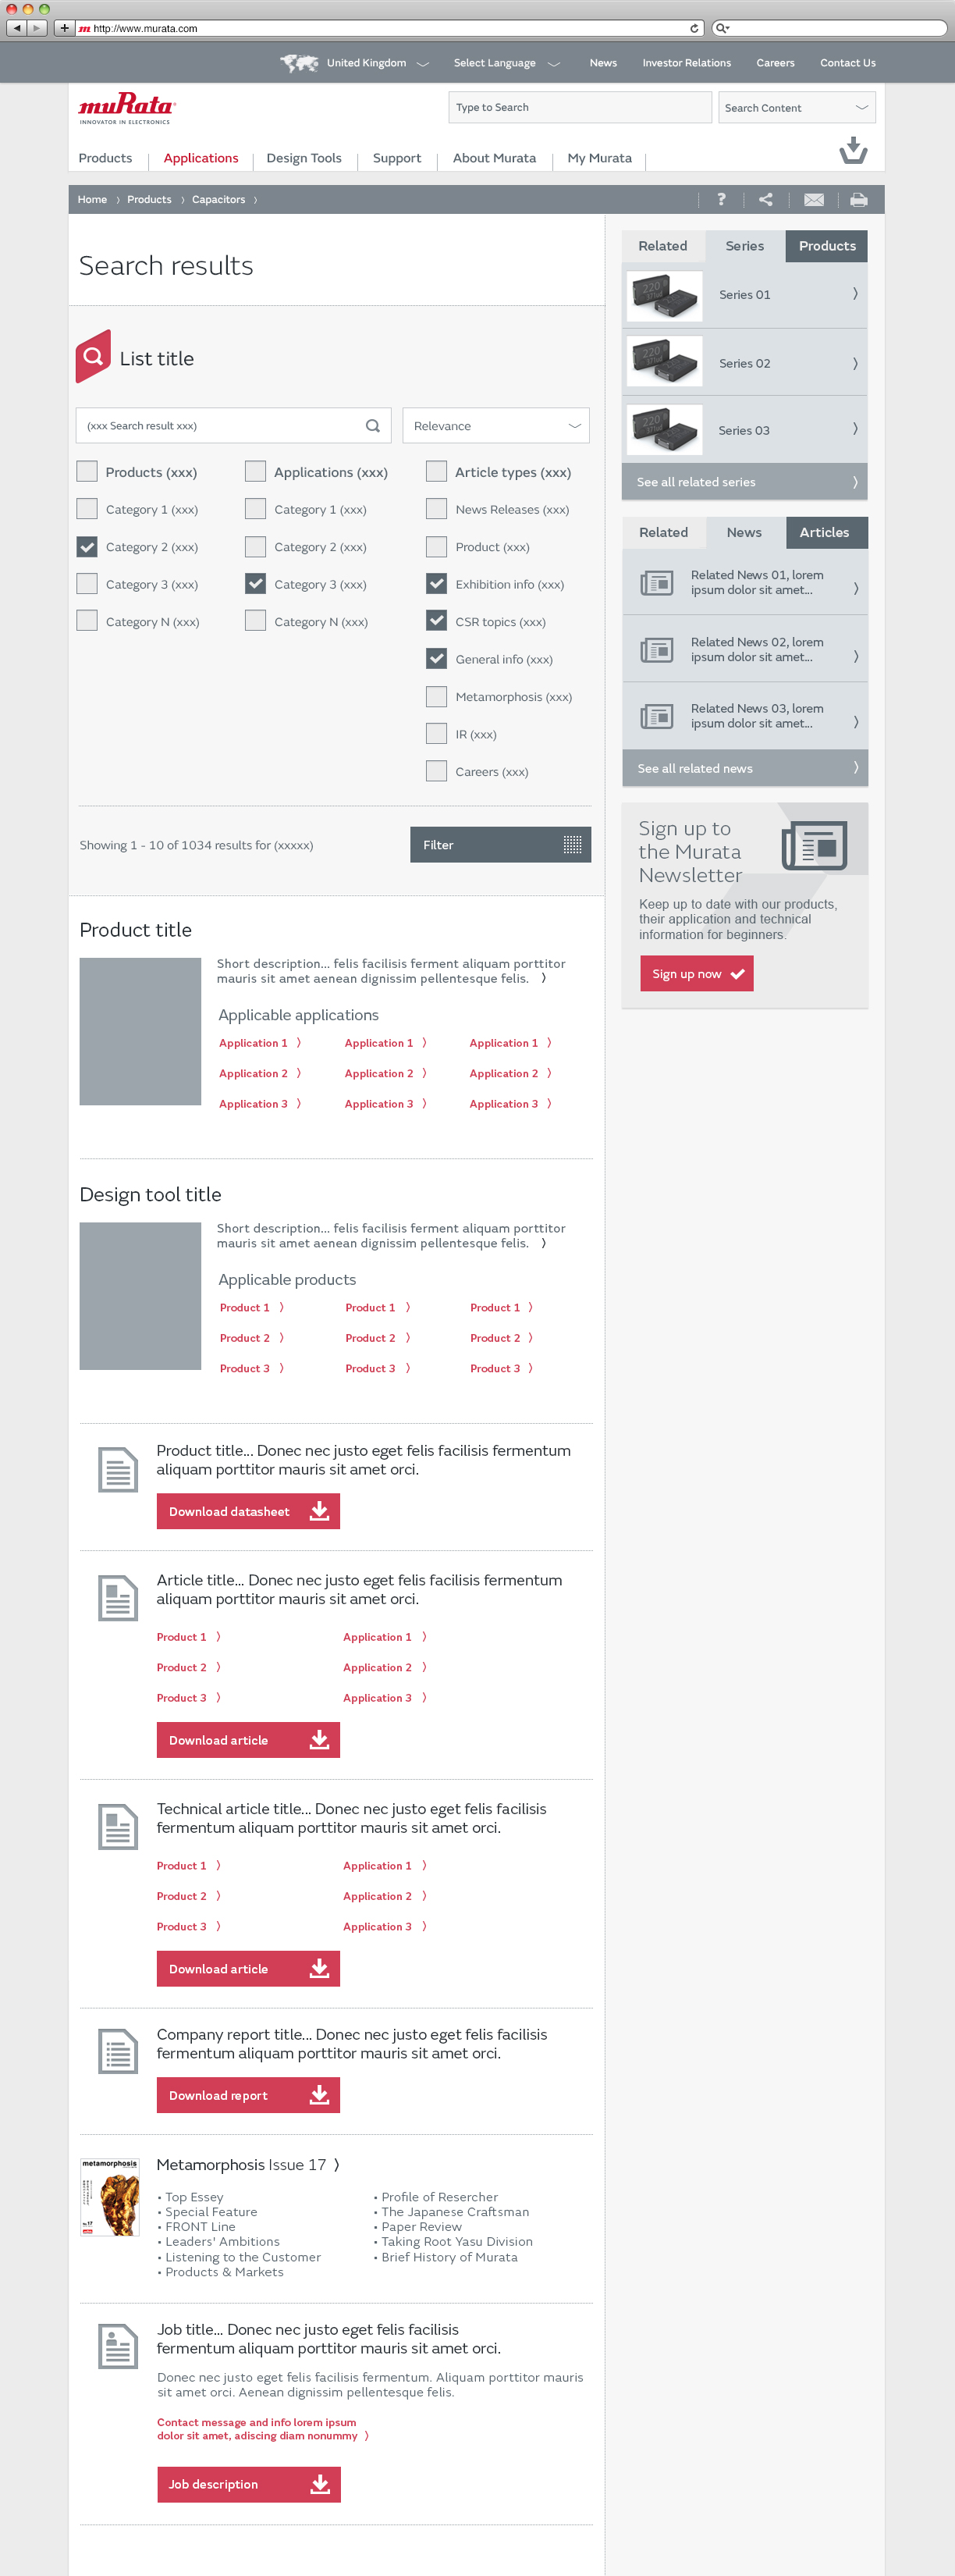 http://www.murata.com
United Kingdom Select Language News Investor Relations Careers Contact Us
muRata
INNOVATOR IN ELECTRONICS
Type to Search
Search Content
Products Applications Design Tools Support About Murata My Murata
Home Products Capacitors
?
Search results
List title
(xxx Search result xxx)
Relevance
Products (xxx) Applications (xxx) Article types (xxx)
Category 1 (xxx) Category 1 (xxx) News Releases (xxx)
Category 2 (xxx) Category 2 (xxx) Product (xxx)
Category 3 (xxx) Category 3 (xxx) Exhibition info (xxx)
Category N (xxx) Category N (xxx) CSR topics (xxx)
General info (xxx)
Metamorphosis (xxx)
IR (xxx)
Careers (xxx)
Showing 1 - 10 of 1034 results for (xxxxx)
Filter
Product title
Short description... felis facilisis ferment aliquam porttitor
mauris sit amet aenean dignissim pellentesque felis.
Applicable applications
Application 1 Application 1 Application 1
Application 2 Application 2 Application 2
Application 3 Application 3 Application 3
Design tool title
Short description... felis facilisis ferment aliquam porttitor
mauris sit amet aenean dignissim pellentesque felis.
Applicable products
Product 1 Product 1 Product 1
Product 2 Product 2 Product 2
Product 3 Product 3 Product 3
Product title... Donec nec justo eget felis facilisis fermentum
aliquam porttitor mauris sit amet orci.
Download datasheet
Article title... Donec nec justo eget felis facilisis fermentum
aliquam porttitor mauris sit amet orci.
Product 1 Application 1
Product 2 Application 2
Product 3 Application 3
Download article
Technical article title... Donec nec justo eget felis facilisis
fermentum aliquam porttitor mauris sit amet orci.
Product 1 Application 1
Product 2 Application 2
Product 3 Application 3
Download article
Company report title... Donec nec justo eget felis facilisis
fermentum aliquam porttitor mauris sit amet orci.
Download report
metamorphosis
Metamorphosis Issue 17
• Top Essey
• Special Feature
• FRONT Line
• Leaders' Ambitions
• Listening to the Customer
• Products & Markets
• Profile of Resercher
• The Japanese Craftsman
• Paper Review
• Taking Root Yasu Division
• Brief History of Murata
Job title... Donec nec justo eget felis facilisis
fermentum aliquam porttitor mauris sit amet orci.
Donec nec justo eget felis facilisis fermentum. Aliquam porttitor mauris
sit amet orci. Aenean dignissim pellentesque felis.
Contact message and info lorem ipsum
dolor sit amet, adiscing diam nonummy
Job description
Related Series Products
220
Series 01
220
Series 02
220
Series 03
See all related series
Related News Articles
Related News 01, lorem
ipsum dolor sit amet...
Related News 02, lorem
ipsum dolor sit amet...
Related News 03, lorem
ipsum dolor sit amet...
See all related news
Sign up to
the Murata
Newsletter
Keep up to date with our products,
their application and technical
information for beginners.
Sign up now